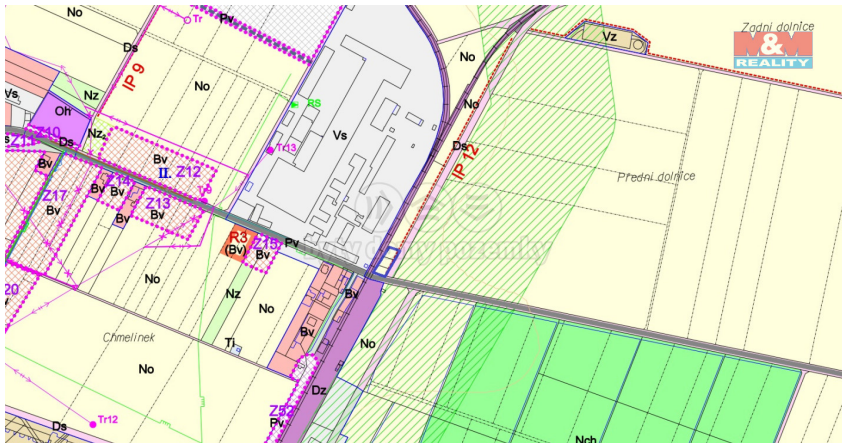 No
Tr
Pv
Ds
IP 9
Nz
No
Vs
Oh
Z10
Ds
Nz
RS
Tr13
Vs
No
No
Ds
IP 12
Vz
Zadní dolnice
M&M
REALITY
Přední dolnice
Bv
II.
Z12
Bv
Z14
Bv
Bv
Z13
Bv
Bv
Tr9
Z17
Bv
R3
(Bv)
Z15
Bv
Pv
No
Nz
No
Ti
Bv
Bv
No
Chmelínek
20
No
Tr12
Ds
Dz
Z52
Pv
Nch